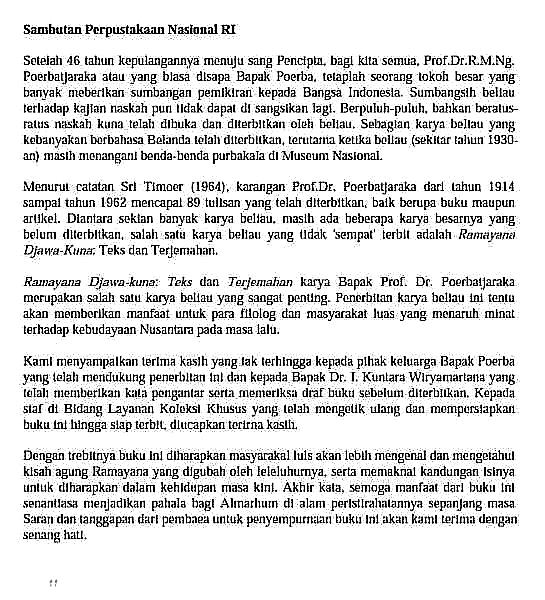 Sambutan Perpustakaan Nasional RI
Setelah 46 tahun kepulangannya menuju sang Pencipta, bagi kita semua, Prof.Dr.R.M.Ng.
Poerbatjaraka atau yang biasa disapa Bapak Poerba, tetaplah seorang tokoh besar yang
banyak meberikan sumbangan pemikiran kepada Bangsa Indonesia. Sumbangsih beliau
terhadap kajian naskah pun tidak dapat di sangsikan lagi. Berpuluh-puluh, bahkan beratus-
ratus naskah kuna telah dibuka dan diterbitkan oleh beliau. Sebagian karya beliau yang
kebanyakan berbahasa Belanda telah diterbitkan, terutama ketika beliau (sekitar tahun 1930-
an) masih menangani benda-benda purbakala di Museum Nasional.
Menurut catatan Sri Timoer (1964), karangan Prof.Dr. Poerbatjaraka dari tahun 1914
sampai tahun 1962 mencapai 89 tulisan yang telah diterbitkan, baik berupa buku maupun
artikel. Diantara sekian banyak karya beliau, masih ada beberapa karya besarnya yang
belum diterbitkan, salah satu karya beliau yang tidak 'sempat' terbit adalah Ramayana
Djawa-Kuna: Teks dan Terjemahan.
Ramayana Djawa-kuna: Teks dan Terjemahan karya Bapak Prof. Dr. Poerbatjaraka
merupakan salah satu karya beliau yang sangat penting. Penerbitan karya beliau ini tentu
akan memberikan manfaat untuk para filolog dan masyarakat luas yang menaruh minat
terhadap kebudayaan Nusantara pada masa lalu.
Kami menyampaikan terima kasih yang tak terhingga kepada pihak keluarga Bapak Poerba
yang telah mendukung penerbitan ini dan kepada Bapak Dr. I. Kuntara Wiryamartana yang
telah memberikan kata pengantar serta memeriksa draf buku sebelum diterbitkan. Kepada
staf di Bidang Layanan Koleksi Khusus yang telah mengetik ulang dan mempersiapkan
buku ini hingga siap terbit, diucapkan terima kasih.
Dengan trebitnya buku ini diharapkan masyarakat luis akan lebih mengenal dan mengetahui
kisah agung Ramayana yang digubah oleh leleluhurnya, serta memaknai kandungan isinya
untuk diharapkan dalam kehidupan masa kini. Akhir kata, semoga manfaat dari buku ini
senantiasa menjadikan pahala bagi Almarhum di alam peristirahatannya sepanjang masa
Saran dan tanggapan dari pembaca untuk penyempurnaan buku ini akan kami terima dengan
senang hati.